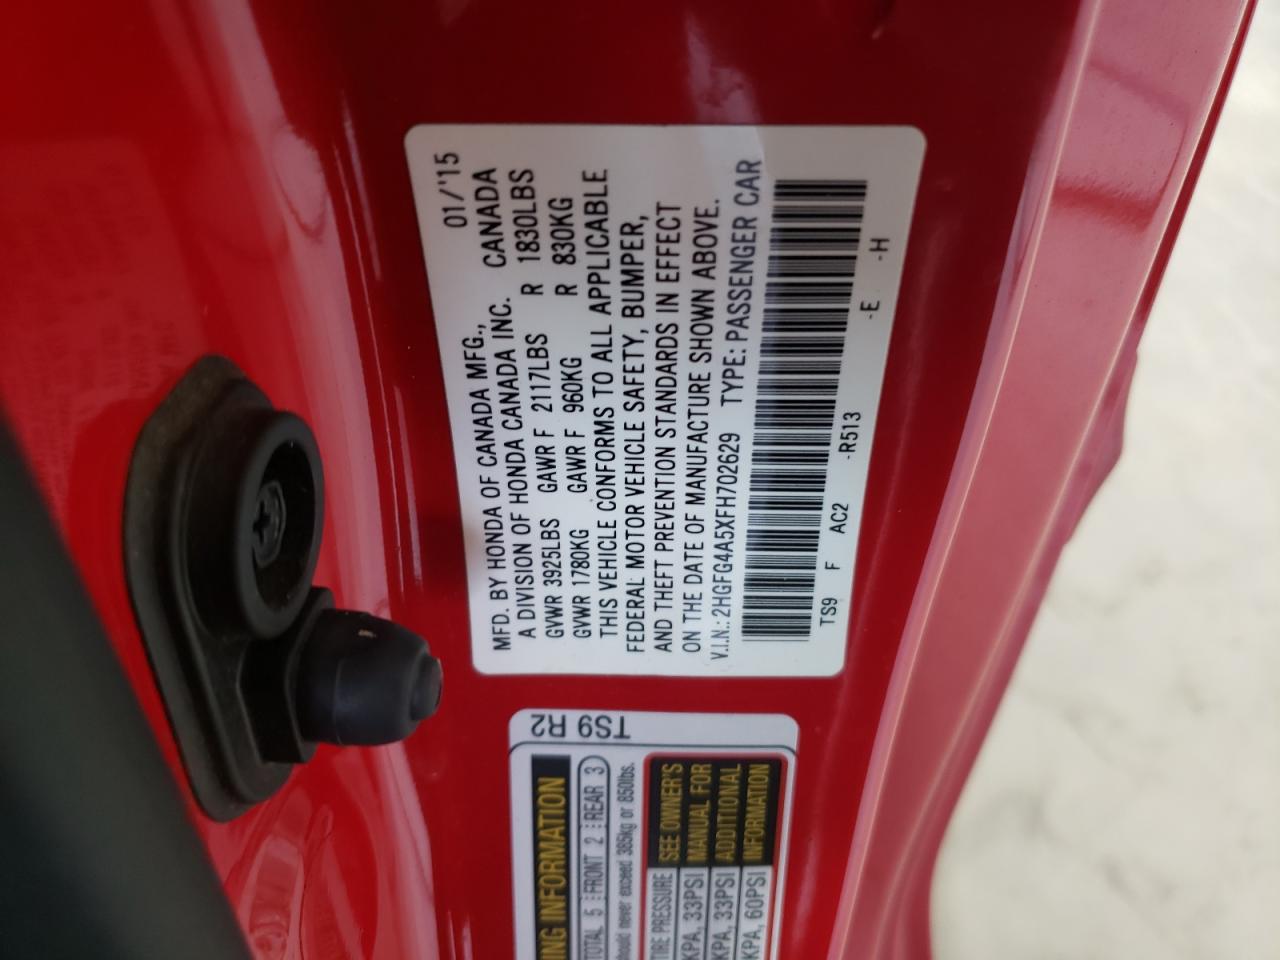 01/'15
MFD. BY HONDA OF CANADA MFG.,
A DIVISION OF HONDA CANADA INC. CANADA
GVWR 3925LBS GAWR F 2117LBS R 1830LBS
GVWR 1780KG GAWR F 960KG R 830KG
THIS VEHICLE CONFORMS TO ALL APPLICABLE
FEDERAL MOTOR VEHICLE SAFETY, BUMPER,
AND THEFT PREVENTION STANDARDS IN EFFECT
ON THE DATE OF MANUFACTURE SHOWN ABOVE.
V.I.N.: 2HGFG4A5XFH702629 TYPE: PASSENGER CAR
TS9 F AC2 -R513 -E -H
TS9 R2
ING INFORMATION
TOTAL 5 FRONT 2 REAR 3
should never exceed 385kg or 850lbs.
TIRE PRESSURE SEE OWNER'S
KPA, 33PSI MANUAL FOR
KPA, 33PSI ADDITIONAL
KPA, 60PSI INFORMATION